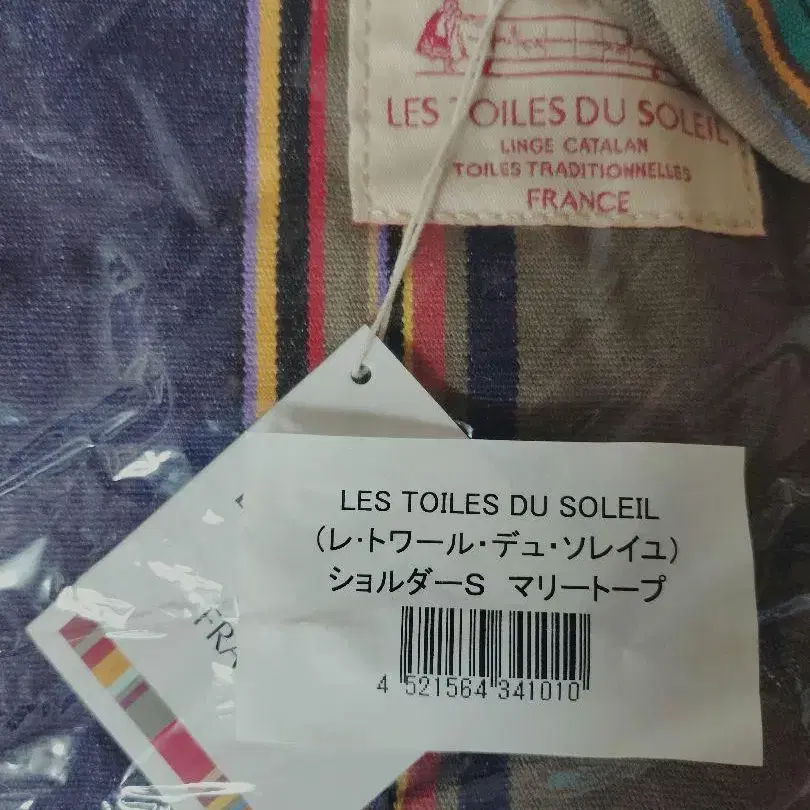 LES TOILES DU SOLEIL
LINGE CATALAN
TOILES TRADITIONNELLES
FRANCE
FRA
LES TOILES DU SOLEIL
(レ・トワール・デュ・ソレイユ)
ショルダーS マリートープ
4 521564 341010